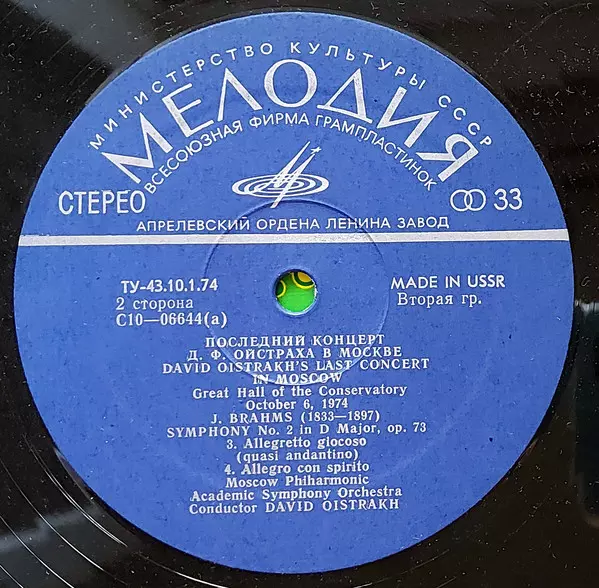 МИНИСТЕРСТВО КУЛЬТУРЫ СССР
МЕЛОДИЯ
ВСЕСОЮЗНАЯ ФИРМА ГРАМПЛАСТИНОК
СТЕРЕО
33
АПРЕЛЕВСКИЙ ОРДЕНА ЛЕНИНА ЗАВОД
ТУ-43.10.1.74
MADE IN USSR
2 сторона
Вторая гр.
С10—06644(а)
ПОСЛЕДНИЙ КОНЦЕРТ
Д. Ф. ОЙСТРАХА В МОСКВЕ
DAVID OISTRAKH'S LAST CONCERT
IN MOSCOW
Great Hall of the Conservatory
October 6, 1974
J. BRAHMS (1833—1897)
SYMPHONY No. 2 in D Major, op. 73
3. Allegretto giocoso
(quasi andantino)
4. Allegro con spirito
Moscow Philharmonic
Academic Symphony Orchestra
Conductor DAVID OISTRAKH